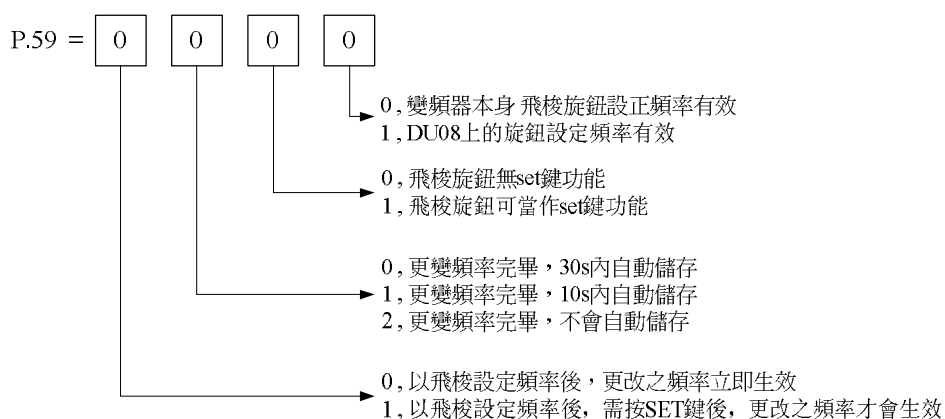 P.59 = 0 0 0 0
0,變頻器本身 飛梭旋鈕設正頻率有效
1,DU08上的旋鈕設定頻率有效
0,飛梭旋鈕無set鍵功能
1,飛梭旋鈕可當作set鍵功能
0,更變頻率完畢,30s內自動儲存
1,更變頻率完畢,10s內自動儲存
2,更變頻率完畢,不會自動儲存
0,以飛梭設定頻率後,更改之頻率立即生效
1,以飛梭設定頻率後,需按SET鍵後,更改之頻率才會生效